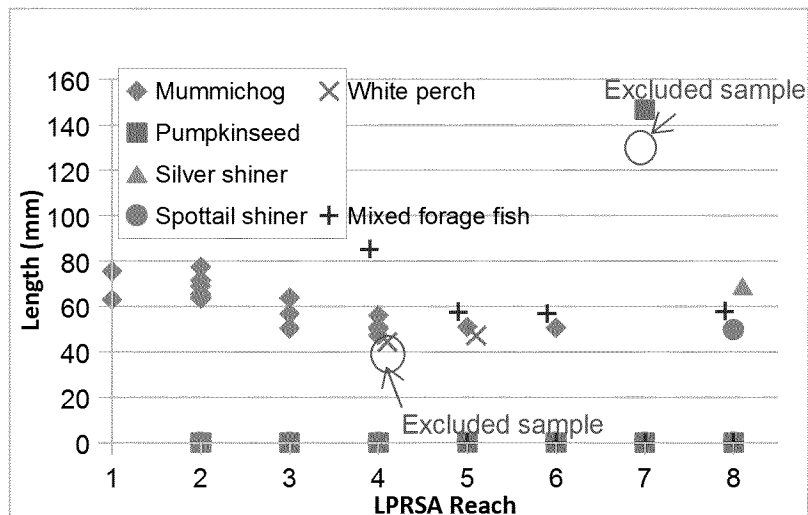 160
140
120
100
80
60
40
20
0
Length (mm)
Mummichog
White perch
Pumpkinseed
Silver shiner
Spottail shiner
Mixed forage fish
Excluded sample
Excluded sample
1 2 3 4 5 6 7 8
LPRSA Reach